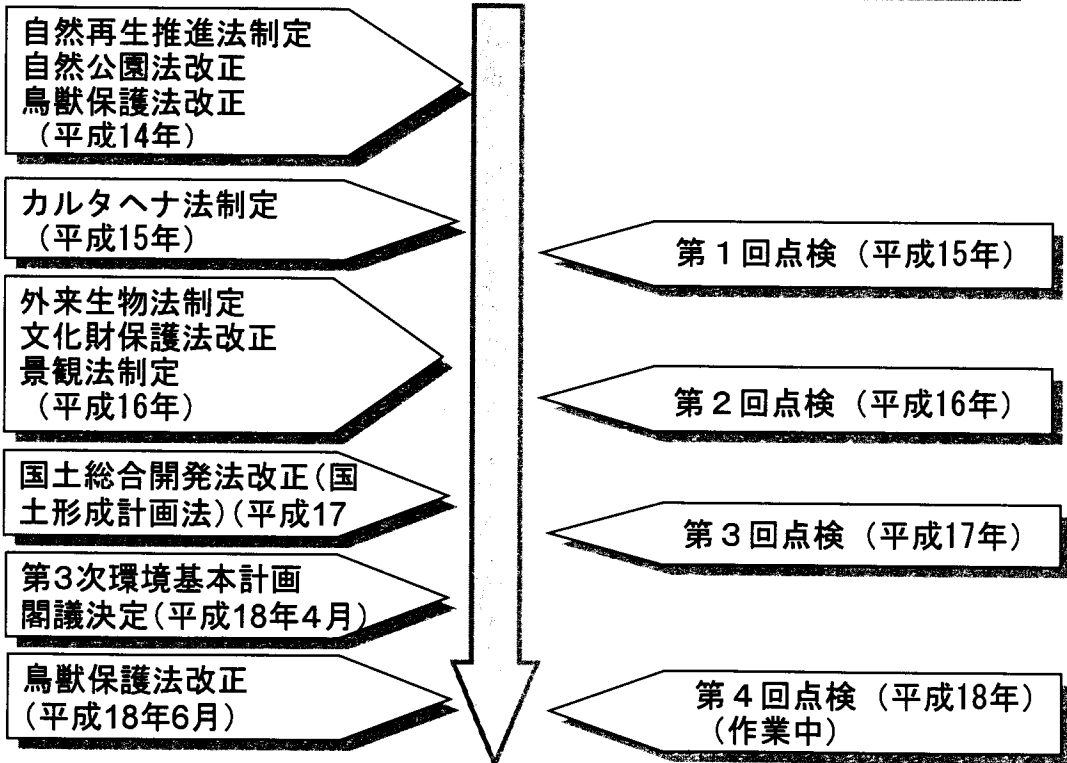 自然再生推進法制定
自然公園法改正
鳥獣保護法改正
（平成14年）
カルタヘナ法制定
（平成15年）
外来生物法制定
文化財保護法改正
景観法制定
（平成16年）
国土総合開発法改正（国
土形成計画法）（平成17
第3次環境基本計画
閣議決定（平成18年4月）
鳥獣保護法改正
（平成18年6月）
第１回点検（平成15年）
第２回点検（平成16年）
第３回点検（平成17年）
第４回点検（平成18年）
（作業中）